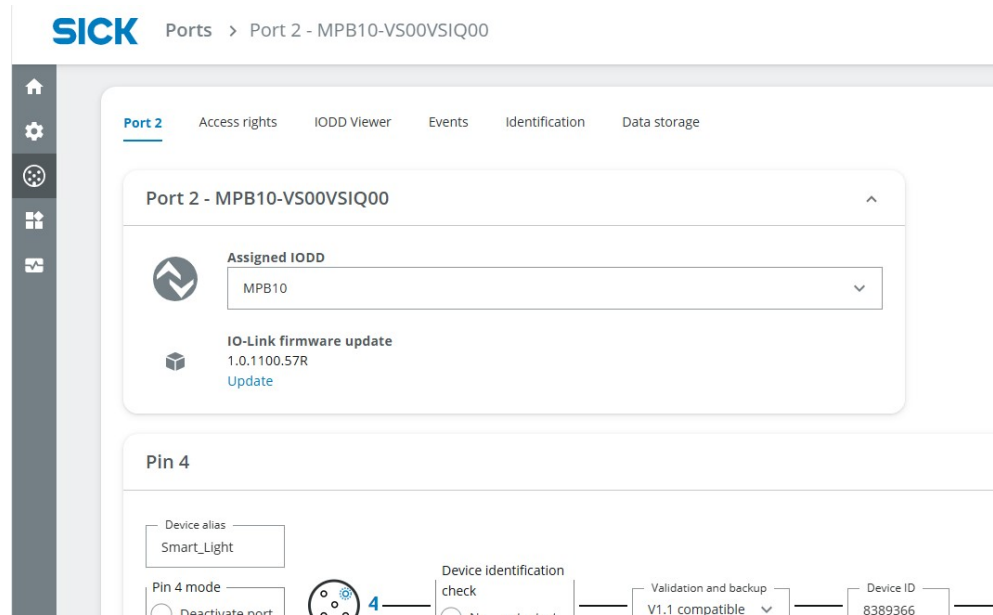 SICK Ports > Port 2 - MPB10-VS00VSIQ00
Port 2 Access rights IODD Viewer Events Identification Data storage
Port 2 - MPB10-VS00VSIQ00
Assigned IODD
MPB10
IO-Link firmware update
1.0.1100.57R
Update
Pin 4
Device alias
Smart_Light
Pin 4 mode
Deactivate port
4
Device identification
check
Validation and backup
V1.1 compatible
Device ID
8389366